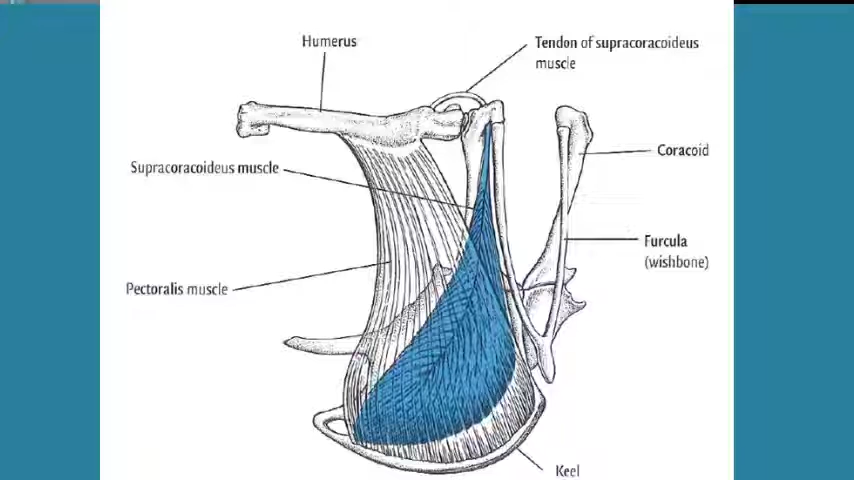 Humerus
Tendon of supracoracoideus
muscle
Coracoid
Supracoracoideus muscle
Furcula
(wishbone)
Pectoralis muscle
Keel